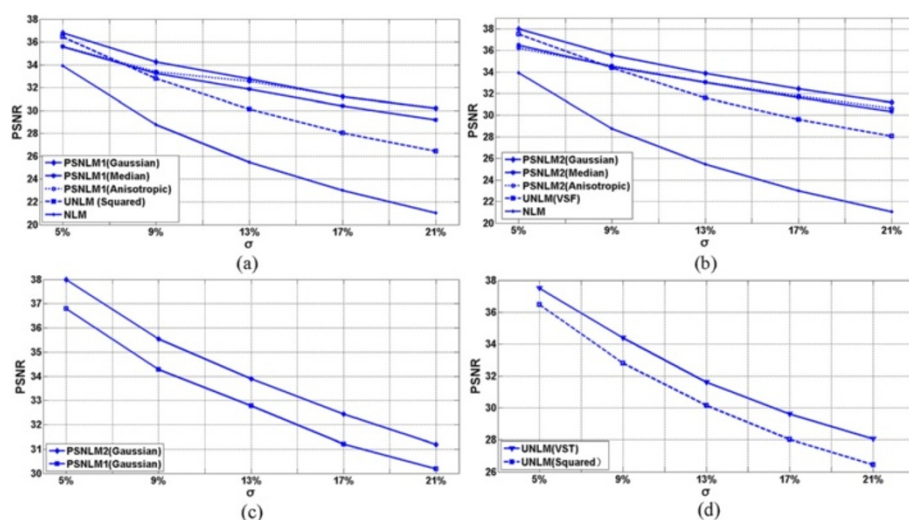 38
36
34
32
30
28
26
24
22
20
PSNR
PSNLM1(Gaussian)
PSNLM1(Median)
PSNLM1(Anisotropic)
UNLM (Squared)
NLM
5% 9% 13% 17% 21%
σ
(a)
38
36
34
32
30
28
26
24
22
20
PSNR
PSNLM2(Gaussian)
PSNLM2(Median)
PSNLM2(Anisotropic)
UNLM(VSF)
NLM
5% 9% 13% 17% 21%
σ
(b)
38
37
36
35
34
33
32
31
30
PSNR
PSNLM2(Gaussian)
PSNLM1(Gaussian)
5% 9% 13% 17% 21%
σ
(c)
38
36
34
32
30
28
26
PSNR
UNLM(VST)
UNLM(Squared)
5% 9% 13% 17% 21%
σ
(d)